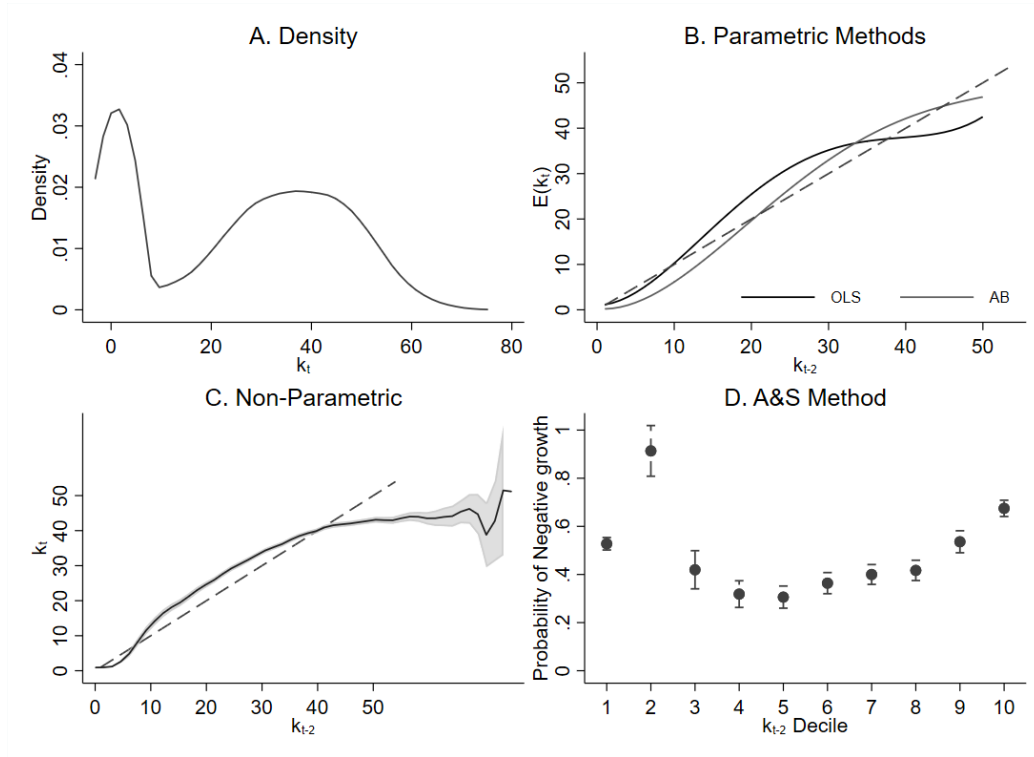 A. Density
Density
.04
.03
.02
.01
0
0 20 40 60 80
kt
B. Parametric Methods
E(kt)
50
40
30
20
10
0
OLS AB
0 10 20 30 40 50
kt-2
C. Non-Parametric
kt
50
40
30
20
10
0
0 10 20 30 40 50
kt-2
D. A&S Method
Probability of Negative growth
1
.8
.6
.4
.2
0
1 2 3 4 5 6 7 8 9 10
kt-2 Decile